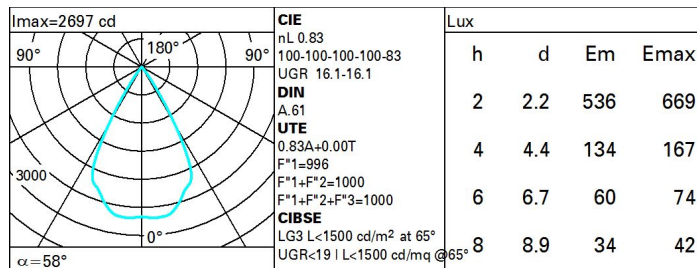 Imax=2697 cd
90° 180° 90°
3000
0°
α=58°
CIE
nL 0.83
100-100-100-100-83
UGR 16.1-16.1
DIN
A.61
UTE
0.83A+0.00T
F"1=996
F"1+F"2=1000
F"1+F"2+F"3=1000
CIBSE
LG3 L<1500 cd/m² at 65°
UGR<19 | L<1500 cd/mq @65°
Lux
h d Em Emax
2 2.2 536 669
4 4.4 134 167
6 6.7 60 74
8 8.9 34 42